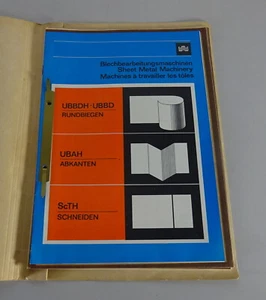 Blechbearbeitungsmaschinen
Sheet Metal Machinery
Machines à travailler les tôles
UBBDH · UBBD
RUNDBIEGEN
UBAH
ABKANTEN
ScTH
SCHNEIDEN